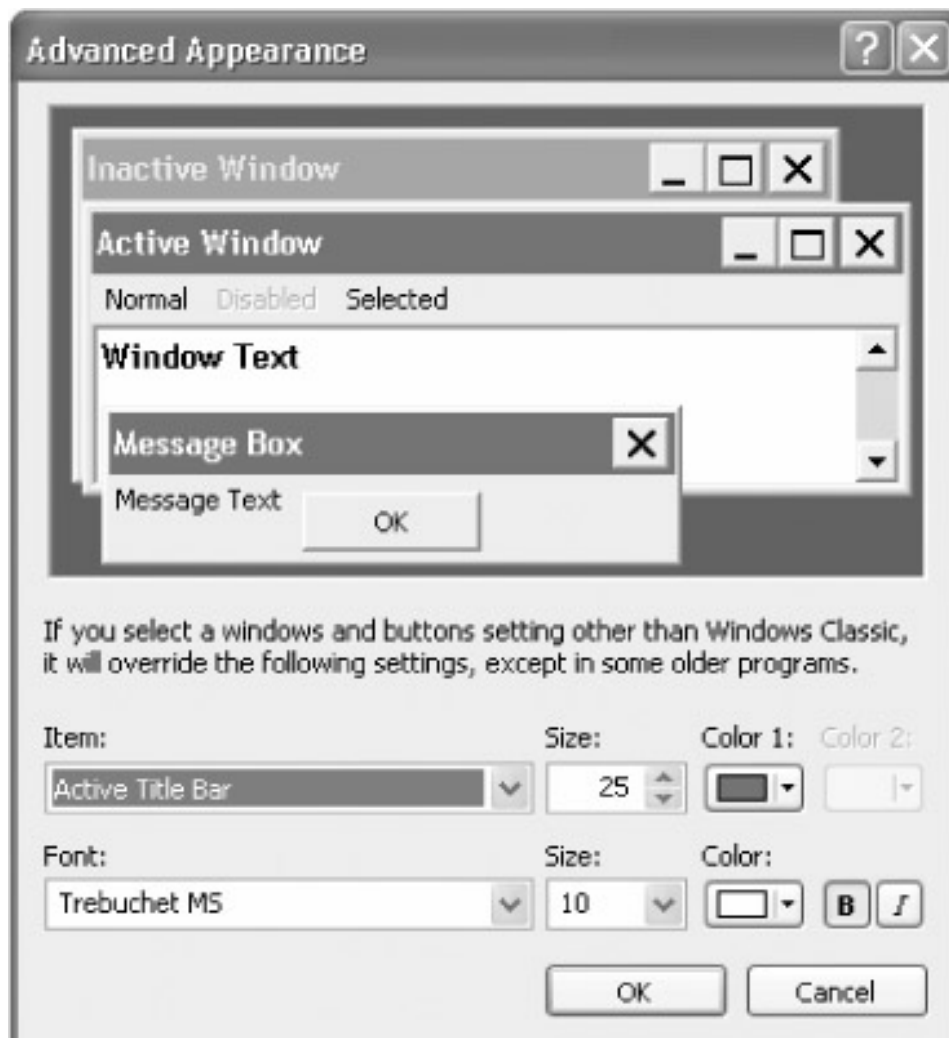 Advanced Appearance
Inactive Window
Active Window
Normal Disabled Selected
Window Text
Message Box
Message Text
OK
If you select a windows and buttons setting other than Windows Classic,
it will override the following settings, except in some older programs.
Item: Size: Color 1: Color 2:
Active Title Bar 25
Font: Size: Color:
Trebuchet MS 10 B I
OK Cancel